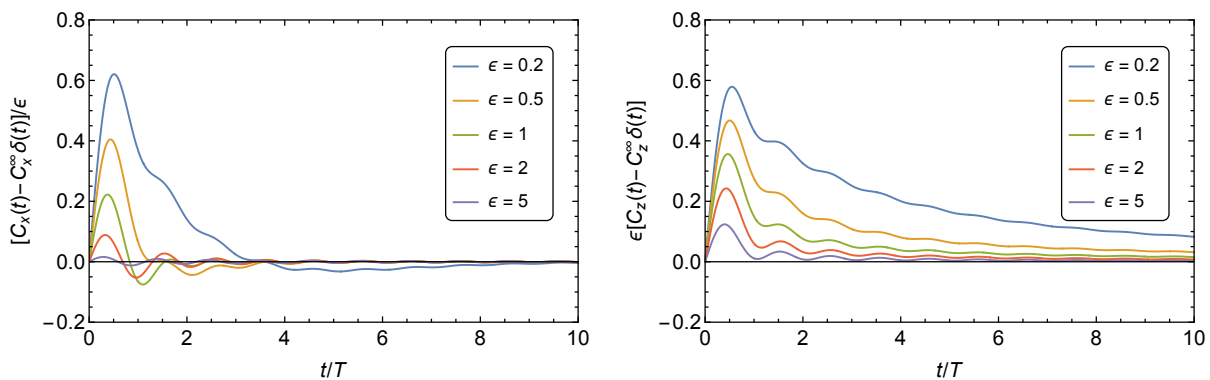 [Cₓ(t)−Cₓ^∞ δ(t)]/ϵ
0.8
0.6
0.4
0.2
0.0
−0.2
0 2 4 6 8 10
t/T
ϵ = 0.2
ϵ = 0.5
ϵ = 1
ϵ = 2
ϵ = 5
ϵ[C_z(t)−C_z^∞ δ(t)]
0.8
0.6
0.4
0.2
0.0
−0.2
0 2 4 6 8 10
t/T
ϵ = 0.2
ϵ = 0.5
ϵ = 1
ϵ = 2
ϵ = 5